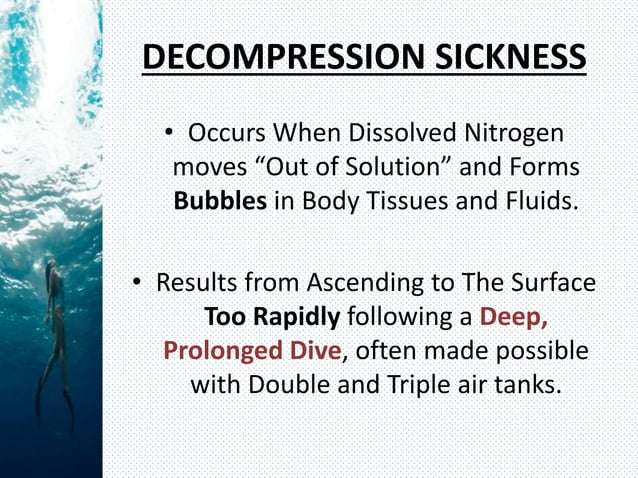 DECOMPRESSION SICKNESS
• Occurs When Dissolved Nitrogen
moves “Out of Solution” and Forms
Bubbles in Body Tissues and Fluids.
• Results from Ascending to The Surface
Too Rapidly following a Deep,
Prolonged Dive, often made possible
with Double and Triple air tanks.